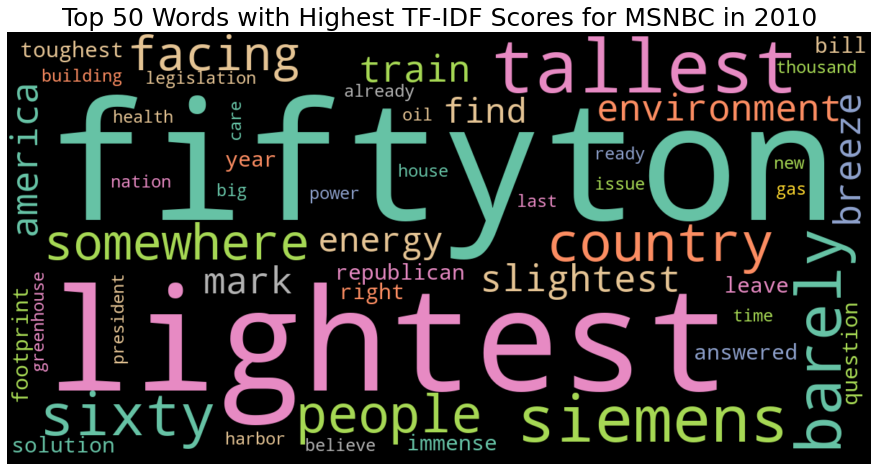 Top 50 Words with Highest TF-IDF Scores for MSNBC in 2010
toughest
facing
train
tallest
bill
building
legislation
already
thousand
america
health
care
oil
find
environment
breeze
fiftyton
year
house
ready
new
nation
big
power
last
issue
gas
somewhere
energy
country
mark
republican
slightest
right
leave
footprint
greenhouse
president
lightest
time
barely
answered
question
sixty
people
siemens
solution
harbor
believe
immense